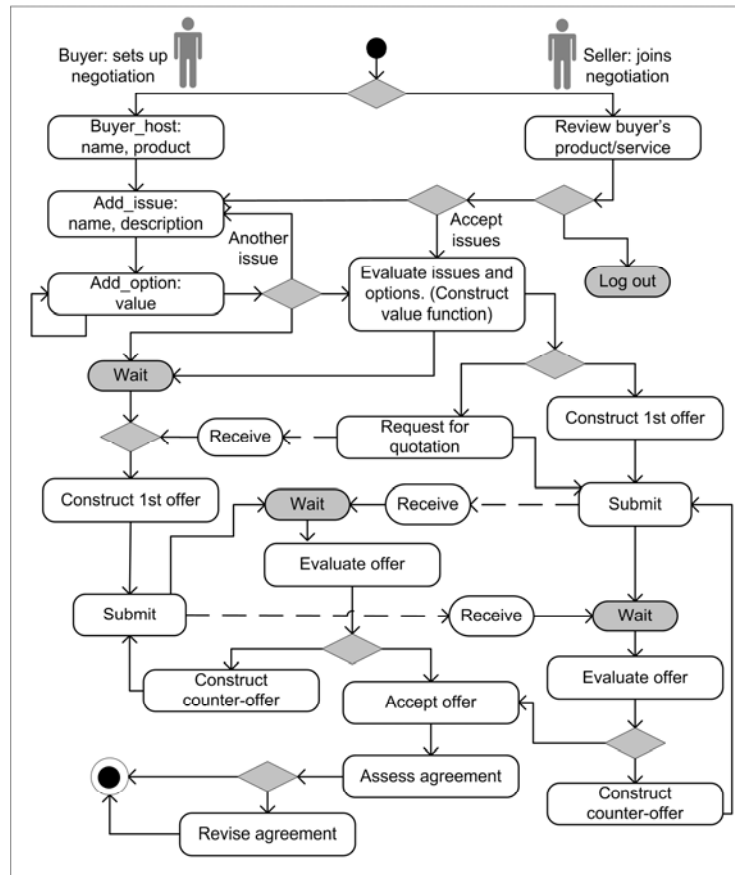 Buyer: sets up
negotiation
Seller: joins
negotiation
Buyer_host:
name, product
Review buyer's
product/service
Add_issue:
name, description
Another
issue
Accept
issues
Add_option:
value
Evaluate issues and
options. (Construct
value function)
Log out
Wait
Construct 1st offer
Receive
Request for
quotation
Construct 1st offer
Wait
Receive
Submit
Evaluate offer
Submit
Receive
Wait
Construct
counter-offer
Accept offer
Evaluate offer
Assess agreement
Construct
counter-offer
Revise agreement